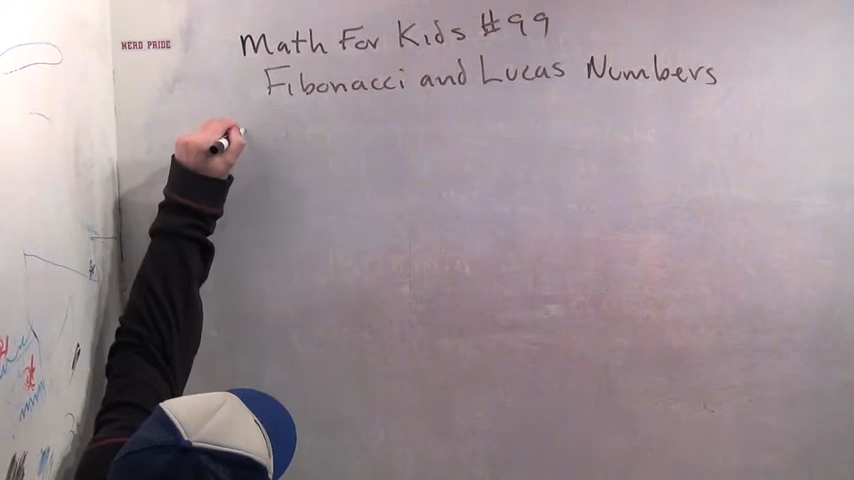 NERD PRIDE
Math For Kids #99
Fibonacci and Lucas Numbers